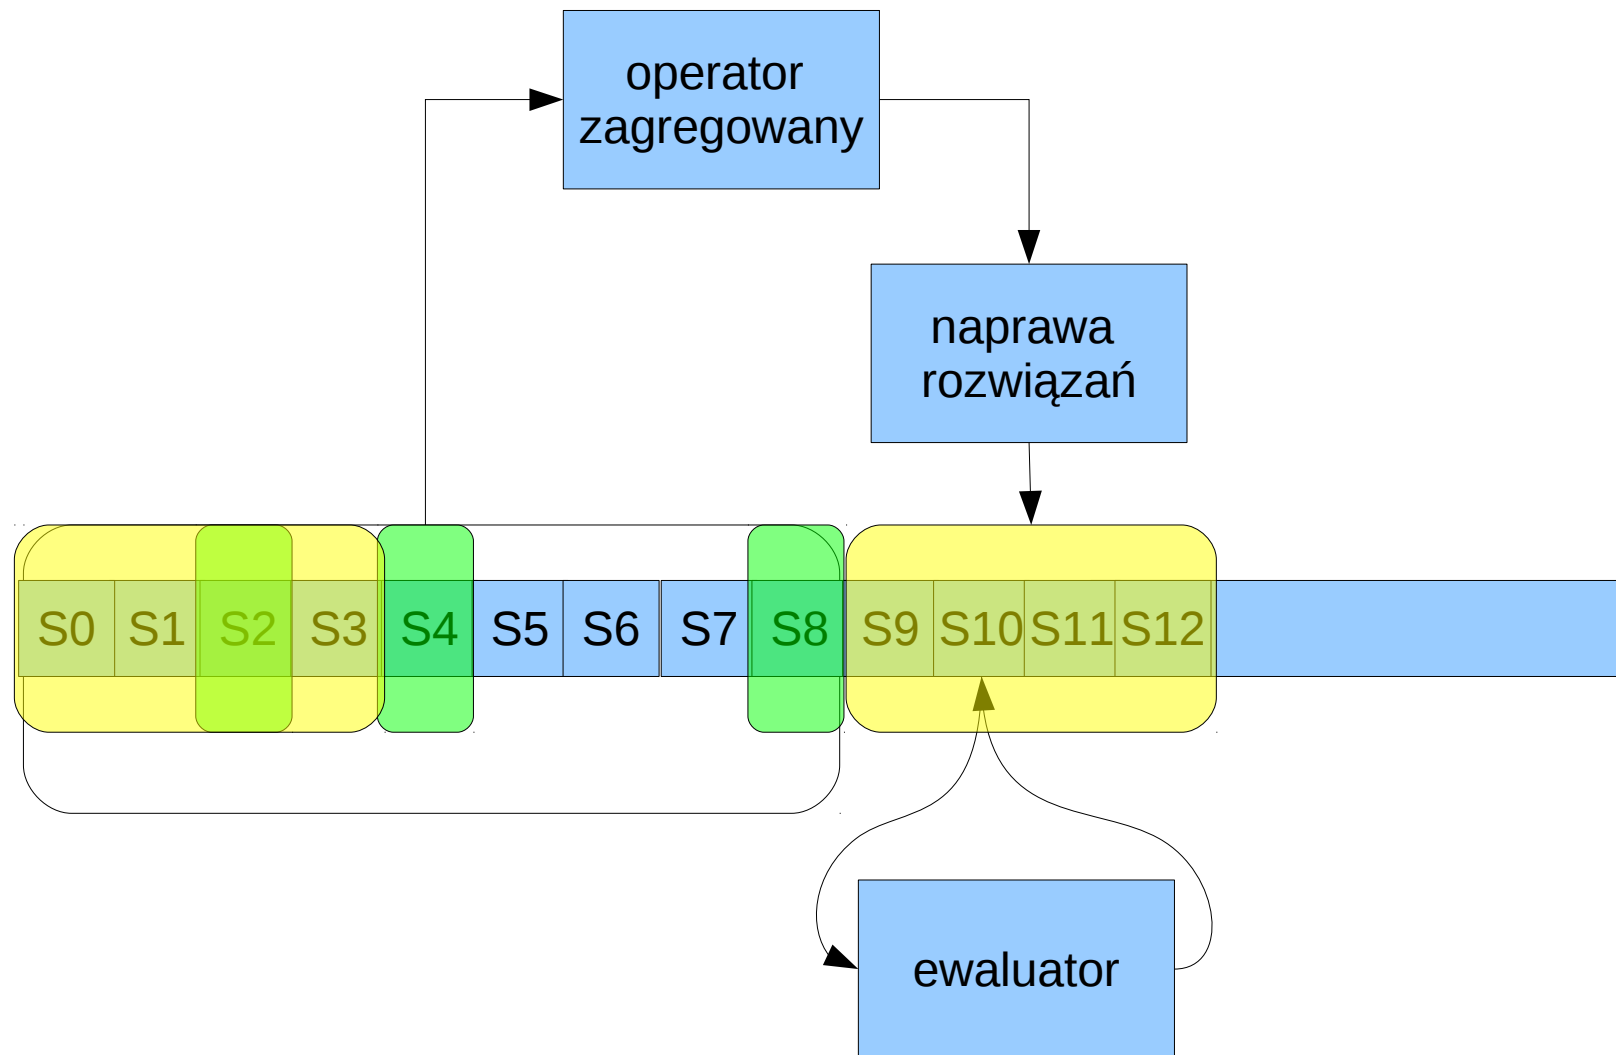 operator
zagregowany
naprawa
rozwiązań
S0 S1 S2 S3 S4 S5 S6 S7 S8 S9 S10 S11 S12
ewaluator